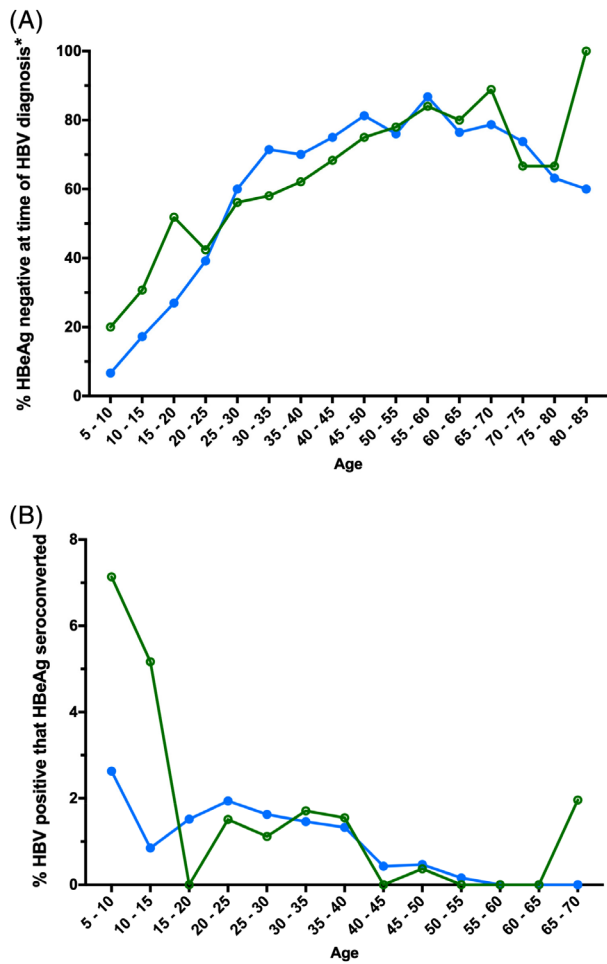 (A)
% HBeAg negative at time of HBV diagnosis*
100
80
60
40
20
0
5 - 10
10 - 15
15 - 20
20 - 25
25 - 30
30 - 35
35 - 40
40 - 45
45 - 50
50 - 55
55 - 60
60 - 65
65 - 70
70 - 75
75 - 80
80 - 85
Age
(B)
% HBV positive that HBeAg seroconverted
8
6
4
2
0
5 - 10
10 - 15
15 - 20
20 - 25
25 - 30
30 - 35
35 - 40
40 - 45
45 - 50
50 - 55
55 - 60
60 - 65
65 - 70
Age